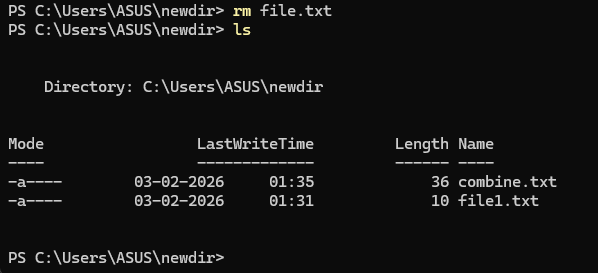 PS C:\Users\ASUS\newdir> rm file.txt
PS C:\Users\ASUS\newdir> ls
Directory: C:\Users\ASUS\newdir
Mode LastWriteTime Length Name
---- ------------- ------ ----
-a---- 03-02-2026 01:35 36 combine.txt
-a---- 03-02-2026 01:31 10 file1.txt
PS C:\Users\ASUS\newdir>